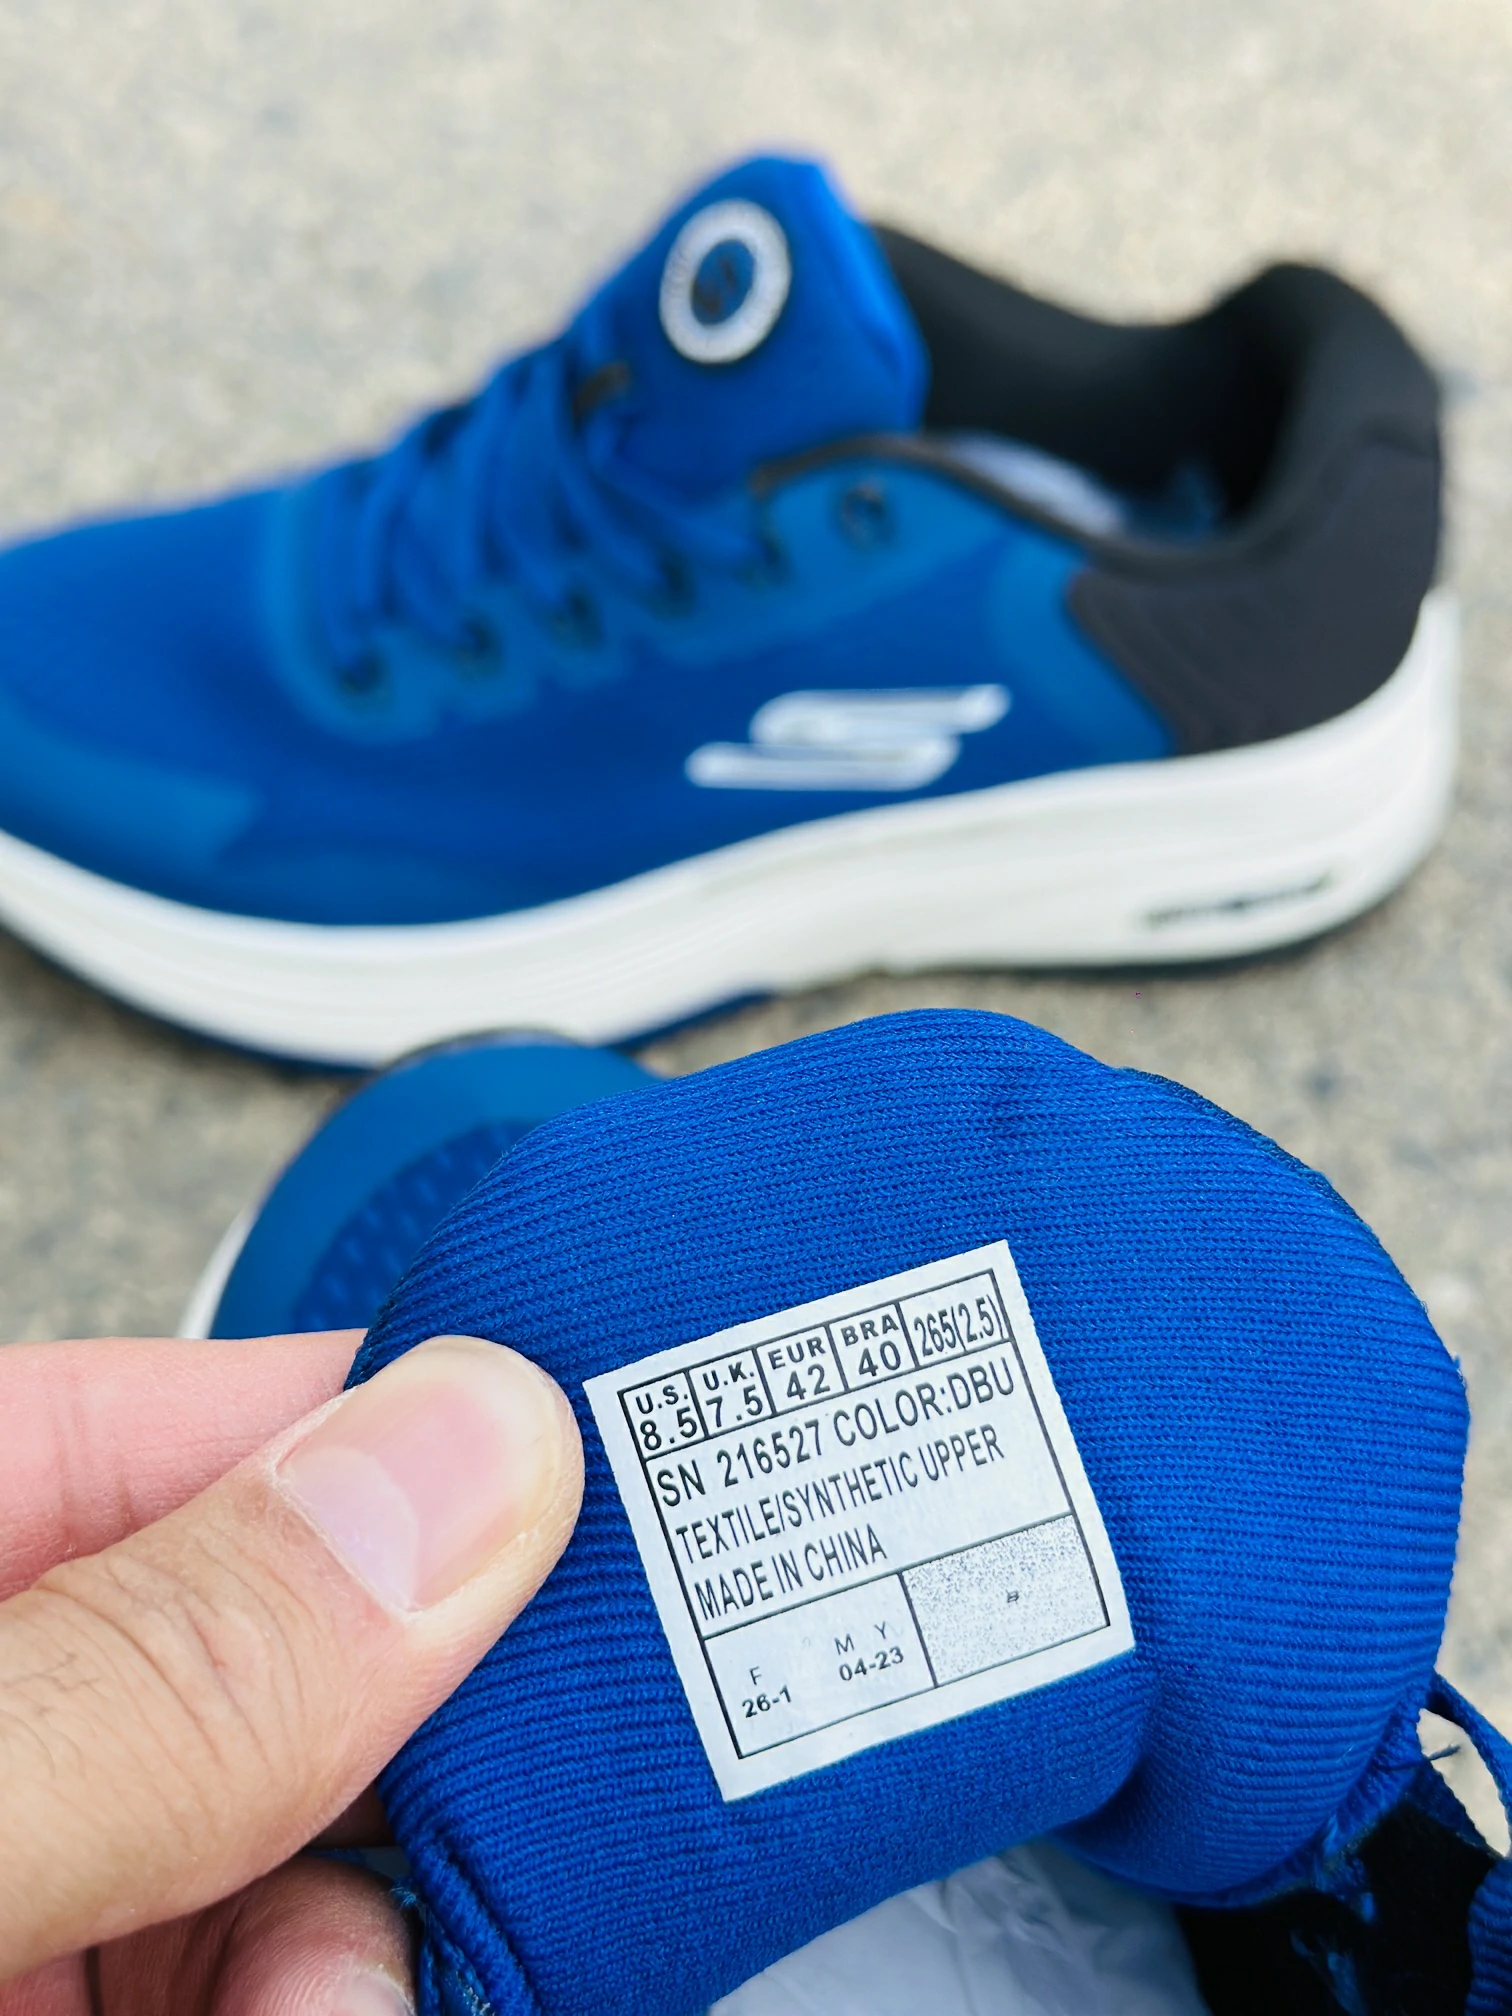 U.S. U.K. EUR BRA 265(2.5)
8.5 7.5 42 40
SN 216527 COLOR:DBU
TEXTILE/SYNTHETIC UPPER
MADE IN CHINA
F M Y
26-1 04-23